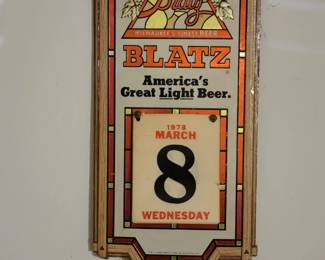 Blatz
MILWAUKEE'S FINEST BEER
BLATZ
America's
Great Light Beer.
1978
MARCH
8
WEDNESDAY